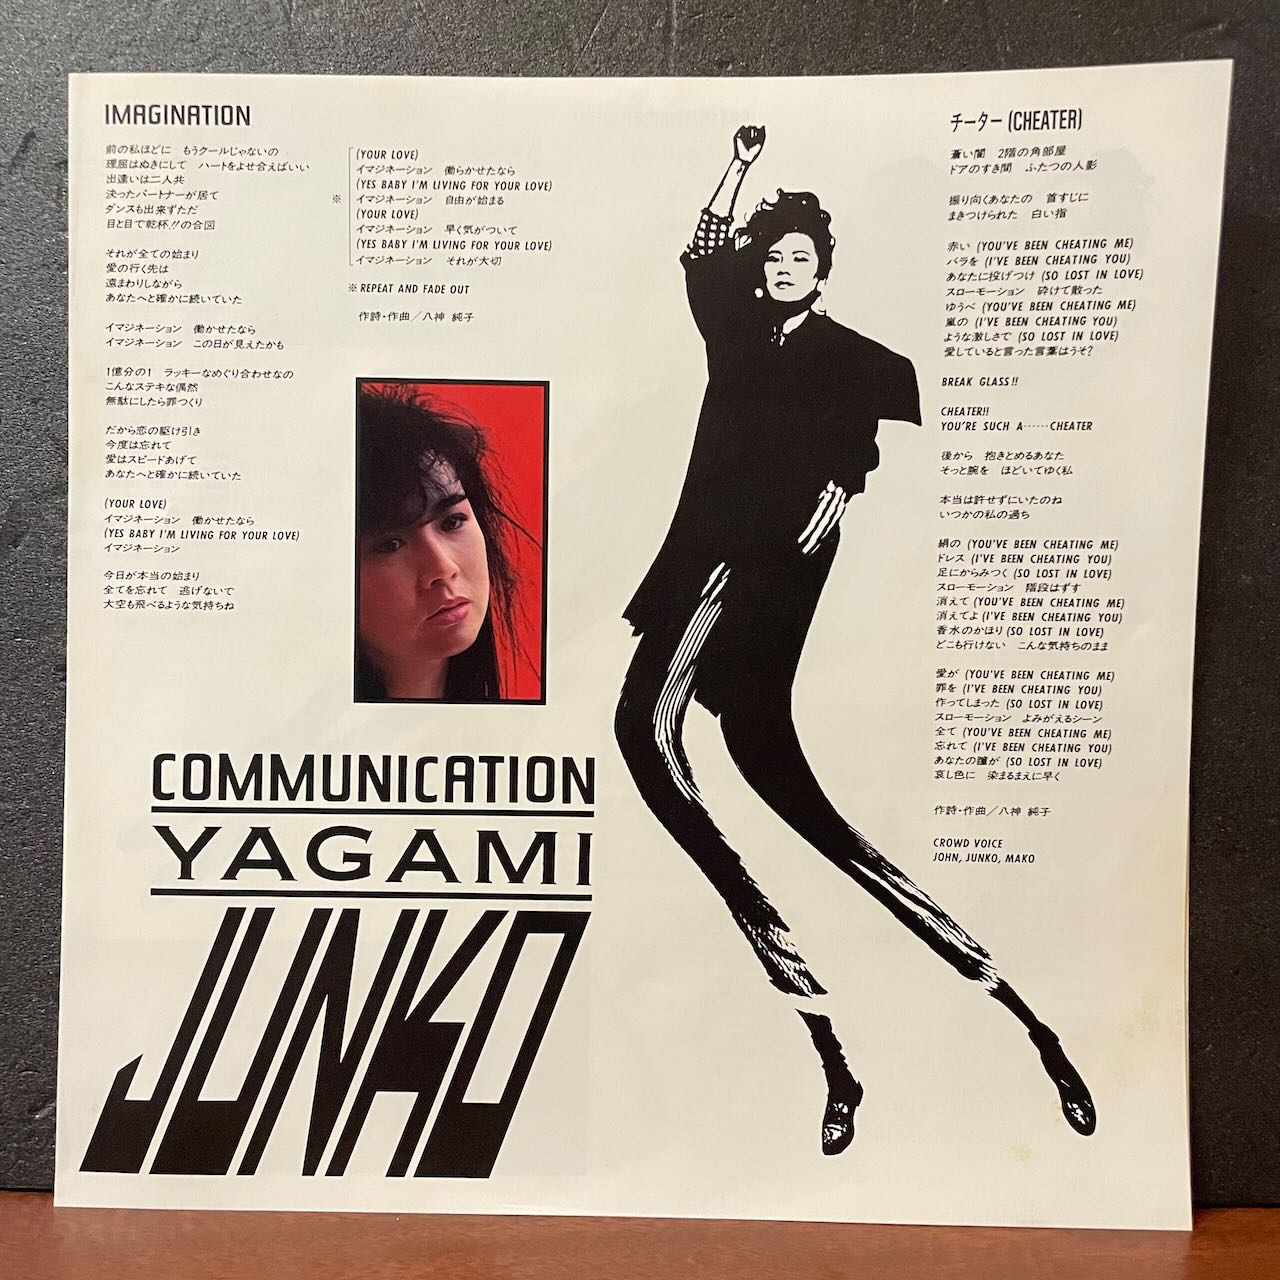 IMAGINATION
前の私ほどに　もうクールじゃないの
理屈はぬきにして　ハートをよせ合えばいい
出逢いは二人共
決ったパートナーが居て
ダンスも出来ずただ
目と目で乾杯!!の合図
それが全ての始まり
愛の行く先は
遠まわりしながら
あなたへと確かに続いていた
イマジネーション　働かせたなら
イマジネーション　この日が見えたかも
1億分の1　ラッキーなめぐり合わせなの
こんなステキな偶然
無駄にしたら罪つくり
だから恋の駆け引き
今度は忘れて
愛はスピードあげて
あなたへと確かに続いていた
(YOUR LOVE)
イマジネーション　働かせたなら
(YES BABY I'M LIVING FOR YOUR LOVE)
イマジネーション
今日が本当の始まり
全てを忘れて　逃げないで
大空も飛べるような気持ちね
(YOUR LOVE)
イマジネーション　働らかせたなら
(YES BABY I'M LIVING FOR YOUR LOVE)
※ イマジネーション　自由が始まる
(YOUR LOVE)
イマジネーション　早く気がついて
(YES BABY I'M LIVING FOR YOUR LOVE)
イマジネーション　それが大切
※ REPEAT AND FADE OUT
作詩・作曲／八神 純子
COMMUNICATION
YAGAMI
JUNKO
チーター (CHEATER)
蒼い闇　2階の角部屋
ドアのすき間　ふたつの人影
振り向くあなたの　首すじに
まきつけられた　白い指
赤い (YOU'VE BEEN CHEATING ME)
バラを (I'VE BEEN CHEATING YOU)
あなたに投げつけ (SO LOST IN LOVE)
スローモーション　砕けて散った
ゆうべ (YOU'VE BEEN CHEATING ME)
嵐の (I'VE BEEN CHEATING YOU)
ような激しさで (SO LOST IN LOVE)
愛していると言った言葉はうそ?
BREAK GLASS!!
CHEATER!!
YOU'RE SUCH A……CHEATER
後から　抱きとめるあなた
そっと腕を　ほどいてゆく私
本当は許せずにいたのね
いつかの私の過ち
絹の (YOU'VE BEEN CHEATING ME)
ドレス (I'VE BEEN CHEATING YOU)
足にからみつく (SO LOST IN LOVE)
スローモーション　階段はずす
消えて (YOU'VE BEEN CHEATING ME)
消えてよ (I'VE BEEN CHEATING YOU)
香水のかほり (SO LOST IN LOVE)
どこも行けない　こんな気持ちのまま
愛が (YOU'VE BEEN CHEATING ME)
罪を (I'VE BEEN CHEATING YOU)
作ってしまった (SO LOST IN LOVE)
スローモーション　よみがえるシーン
全て (YOU'VE BEEN CHEATING ME)
忘れて (I'VE BEEN CHEATING YOU)
あなたの瞳が (SO LOST IN LOVE)
哀し色に　染まるまえに早く
作詩・作曲／八神 純子
CROWD VOICE
JOHN, JUNKO, MAKO